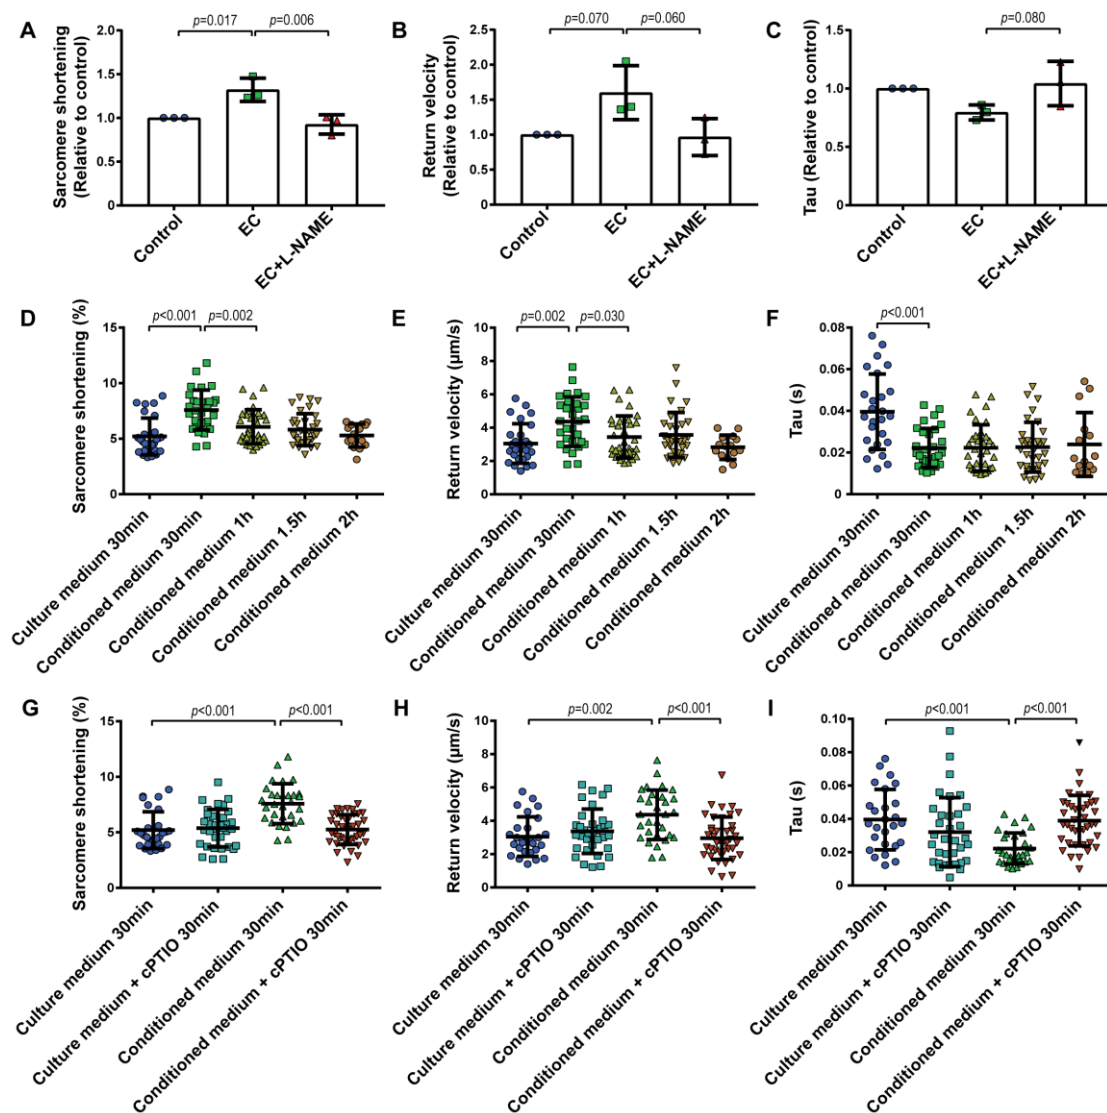 A
Sarcomere shortening
(Relative to control)
2.0
1.5
1.0
0.5
0.0
p=0.017
p=0.006
Control
EC
EC+L-NAME
B
Return velocity
(Relative to control)
2.5
2.0
1.5
1.0
0.5
0.0
p=0.070
p=0.060
Control
EC
EC+L-NAME
C
Tau (Relative to control)
1.5
1.0
0.5
0.0
p=0.080
Control
EC
EC+L-NAME
D
Sarcomere shortening (%)
15
10
5
0
p<0.001
p=0.002
Culture medium 30min
Conditioned medium 30min
Conditioned medium 1h
Conditioned medium 1.5h
Conditioned medium 2h
E
Return velocity (µm/s)
10
8
6
4
2
0
p=0.002
p=0.030
Culture medium 30min
Conditioned medium 30min
Conditioned medium 1h
Conditioned medium 1.5h
Conditioned medium 2h
F
Tau (s)
0.08
0.06
0.04
0.02
0.00
p<0.001
Culture medium 30min
Conditioned medium 30min
Conditioned medium 1h
Conditioned medium 1.5h
Conditioned medium 2h
G
Sarcomere shortening (%)
15
10
5
0
p<0.001
p<0.001
Culture medium 30min
Culture medium + cPTIO 30min
Conditioned medium 30min
Conditioned medium + cPTIO 30min
H
Return velocity (µm/s)
10
8
6
4
2
0
p=0.002
p<0.001
Culture medium 30min
Culture medium + cPTIO 30min
Conditioned medium 30min
Conditioned medium + cPTIO 30min
I
Tau (s)
0.10
0.08
0.06
0.04
0.02
0.00
p<0.001
p<0.001
Culture medium 30min
Culture medium + cPTIO 30min
Conditioned medium 30min
Conditioned medium + cPTIO 30min